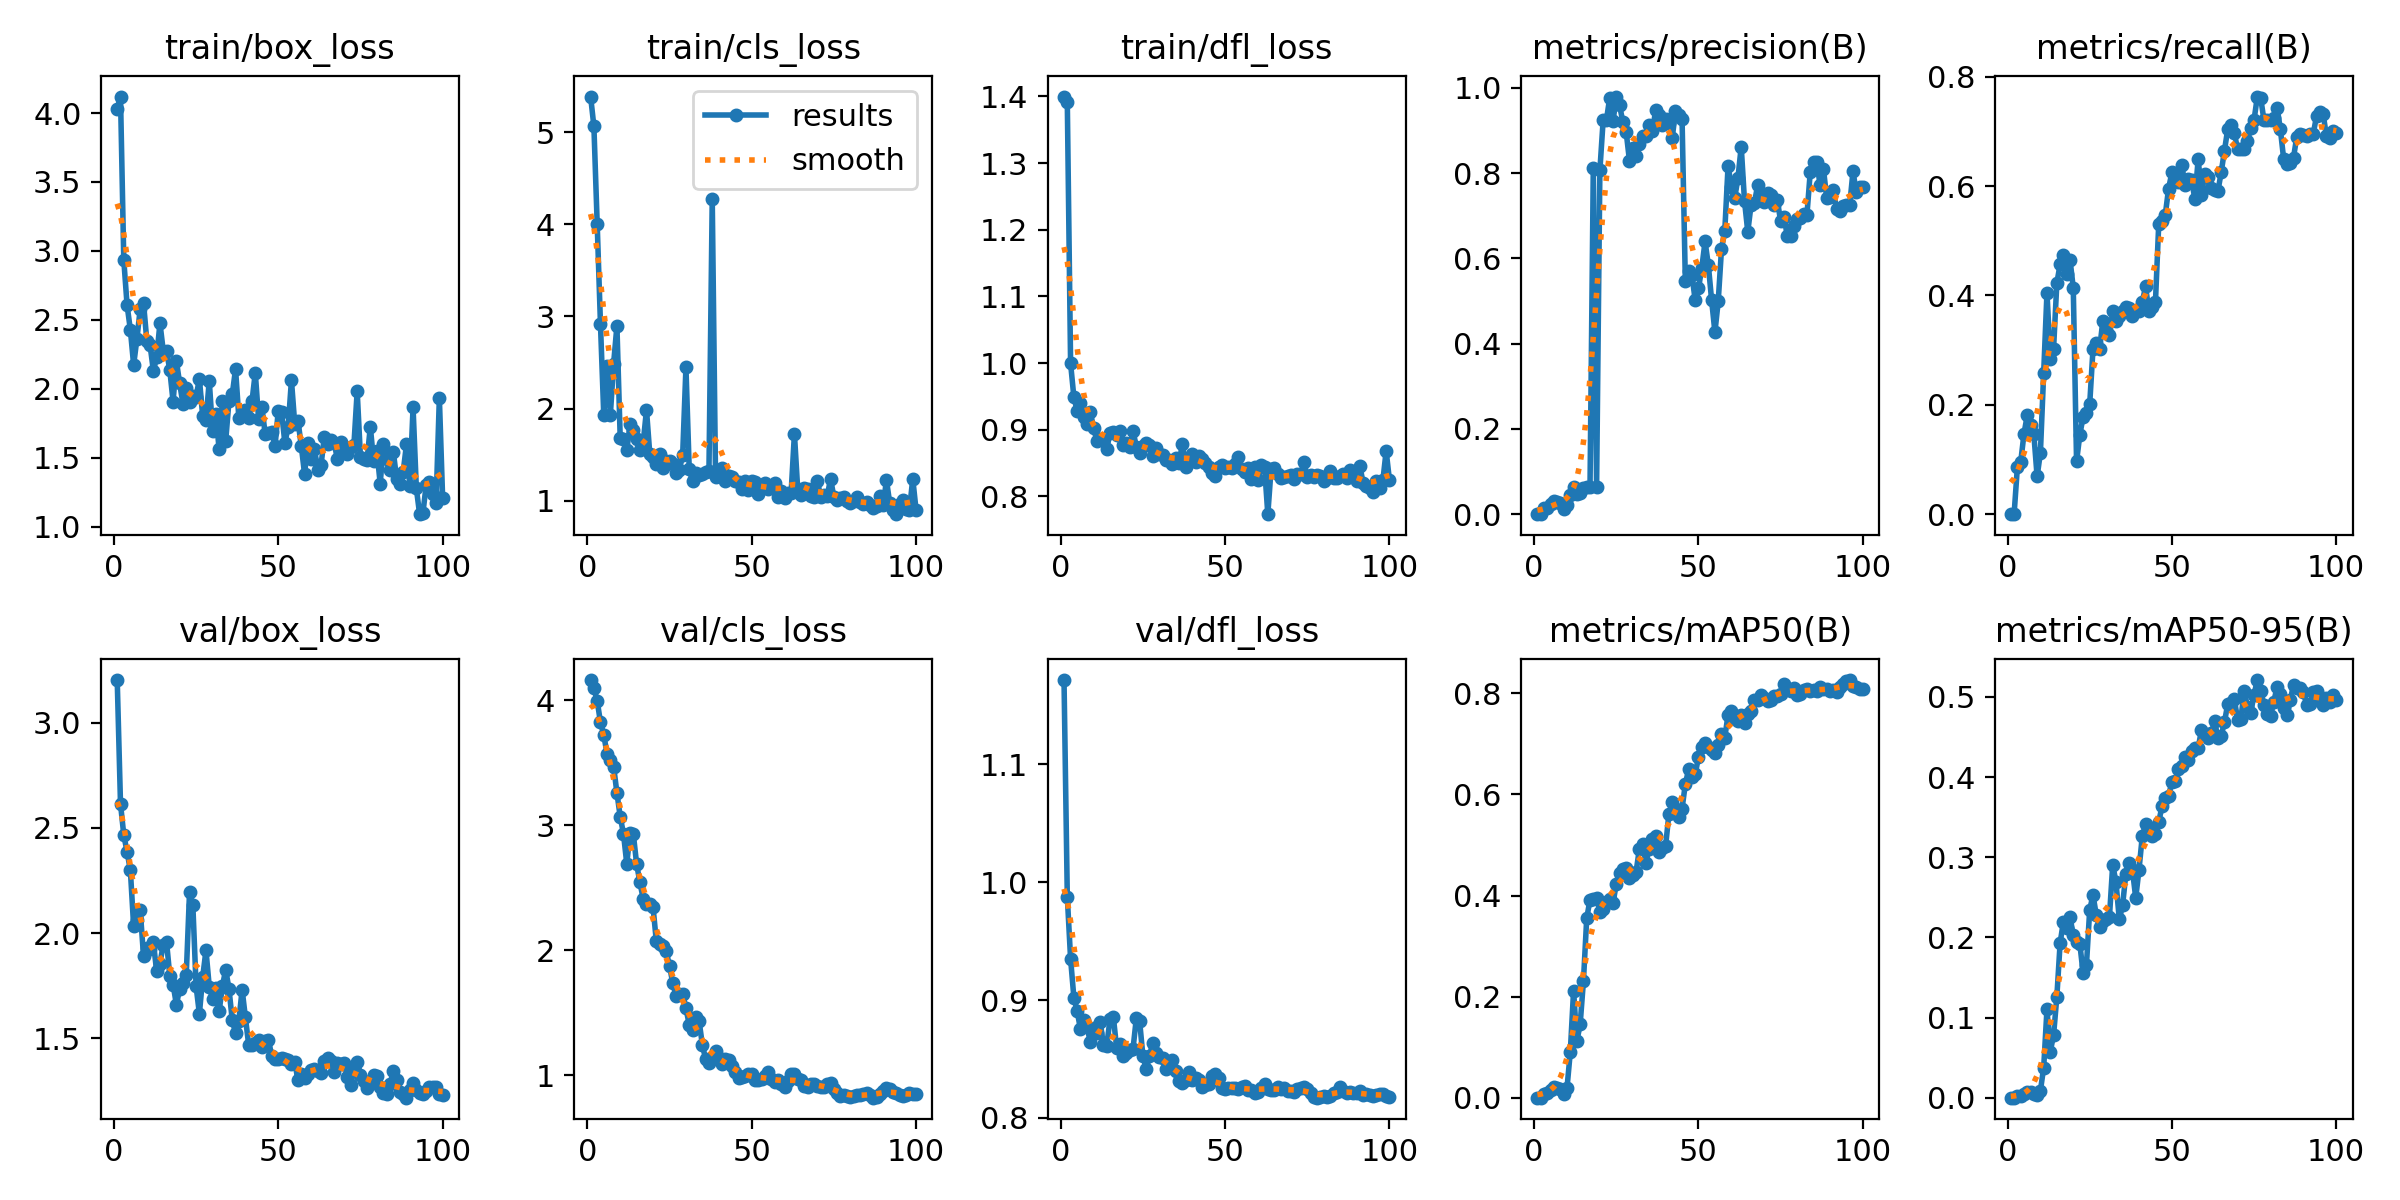 train/box_loss
train/cls_loss
train/dfl_loss
metrics/precision(B)
metrics/recall(B)
4.0
3.5
3.0
2.5
2.0
1.5
1.0
0 50 100
results
smooth
5
4
3
2
1
0 50 100
1.4
1.3
1.2
1.1
1.0
0.9
0.8
0 50 100
1.0
0.8
0.6
0.4
0.2
0.0
0 50 100
0.8
0.6
0.4
0.2
0.0
0 50 100
val/box_loss
val/cls_loss
val/dfl_loss
metrics/mAP50(B)
metrics/mAP50-95(B)
3.0
2.5
2.0
1.5
0 50 100
4
3
2
1
0 50 100
1.1
1.0
0.9
0.8
0 50 100
0.8
0.6
0.4
0.2
0.0
0 50 100
0.5
0.4
0.3
0.2
0.1
0.0
0 50 100